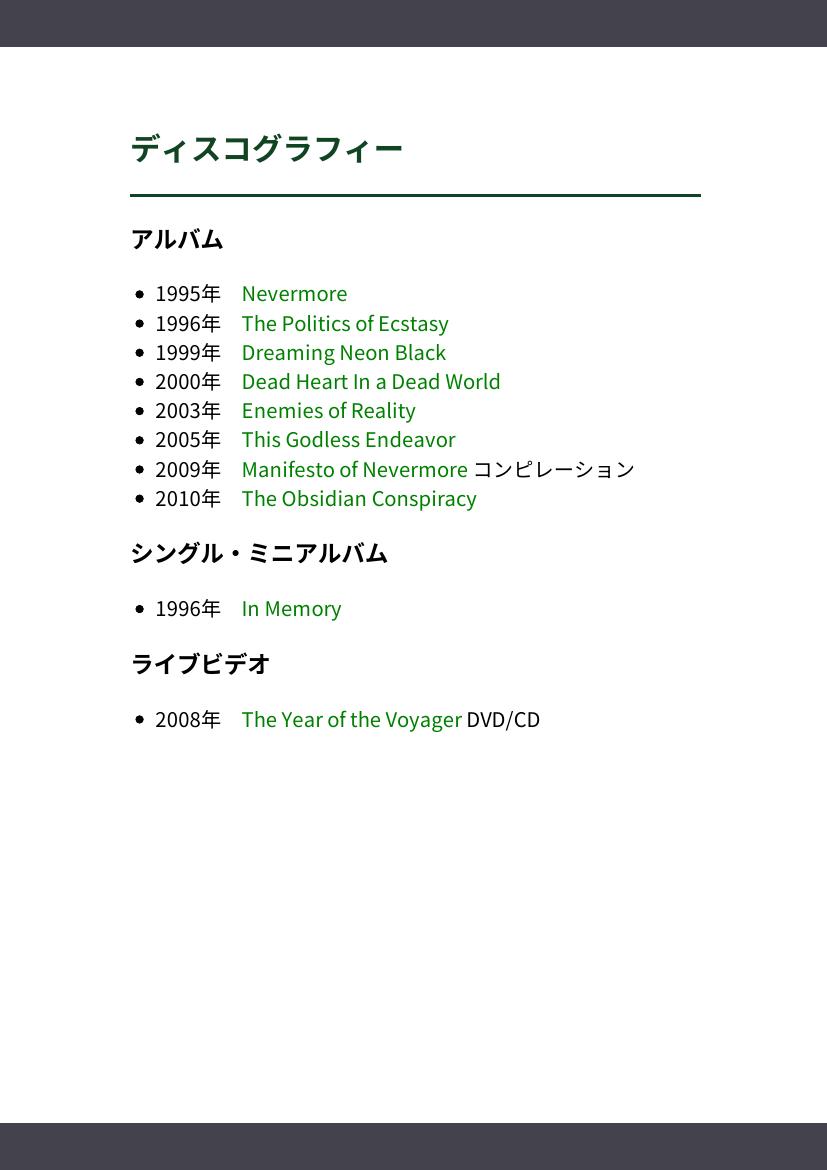 ディスコグラフィー
アルバム
• 1995年　Nevermore
• 1996年　The Politics of Ecstasy
• 1999年　Dreaming Neon Black
• 2000年　Dead Heart In a Dead World
• 2003年　Enemies of Reality
• 2005年　This Godless Endeavor
• 2009年　Manifesto of Nevermore コンピレーション
• 2010年　The Obsidian Conspiracy
シングル・ミニアルバム
• 1996年　In Memory
ライブビデオ
• 2008年　The Year of the Voyager DVD/CD